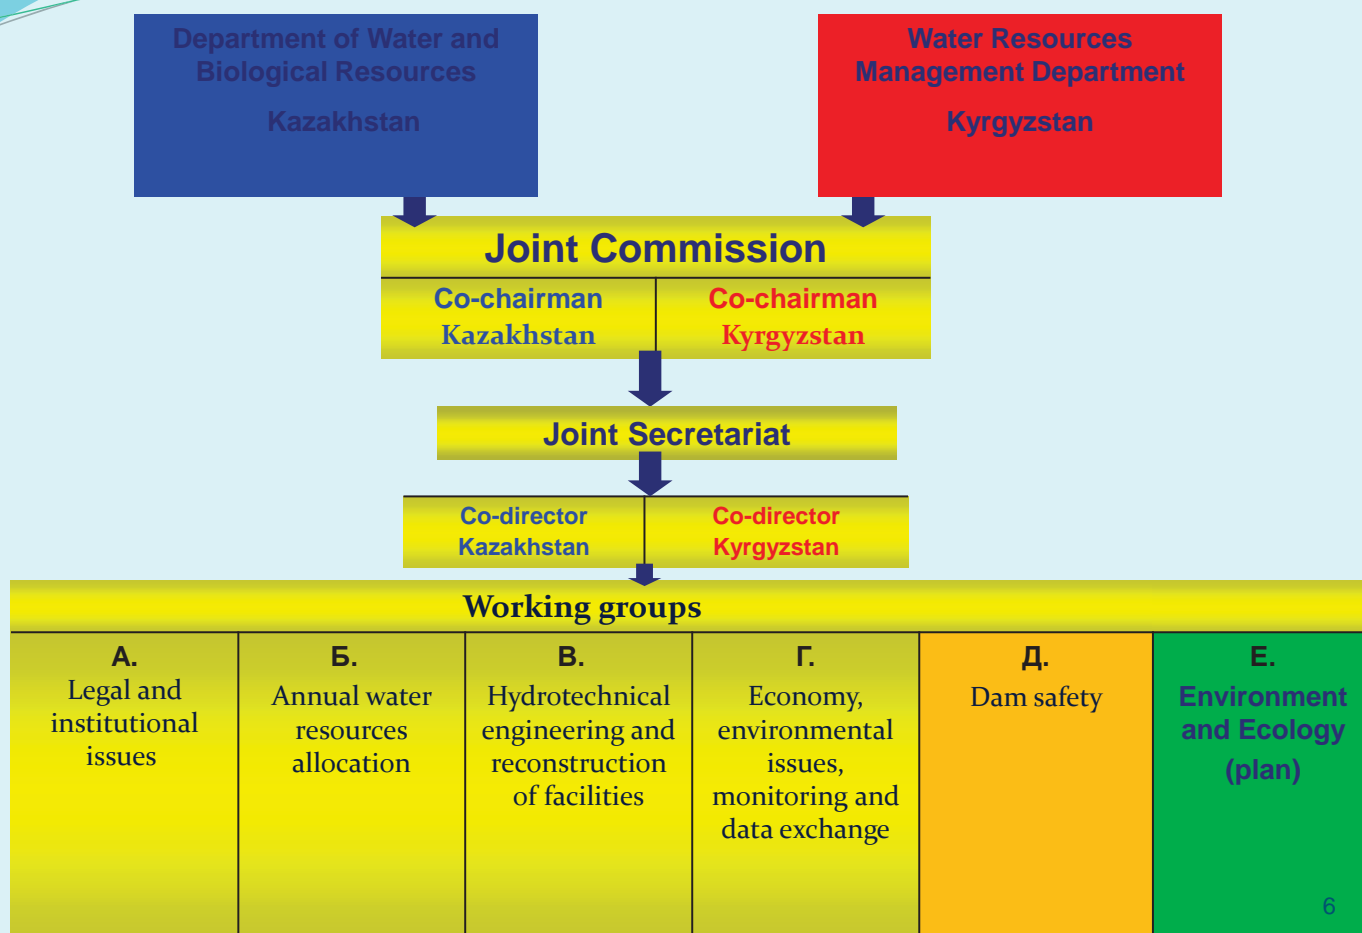 Department of Water and
Biological Resources
Kazakhstan
Water Resources
Management Department
Kyrgyzstan
Joint Commission
Co-chairman
Kazakhstan
Co-chairman
Kyrgyzstan
Joint Secretariat
Co-director
Kazakhstan
Co-director
Kyrgyzstan
Working groups
А.
Legal and
institutional
issues
Б.
Annual water
resources
allocation
В.
Hydrotechnical
engineering and
reconstruction
of facilities
Г.
Economy,
environmental
issues,
monitoring and
data exchange
Д.
Dam safety
Е.
Environment
and Ecology
(plan)
6